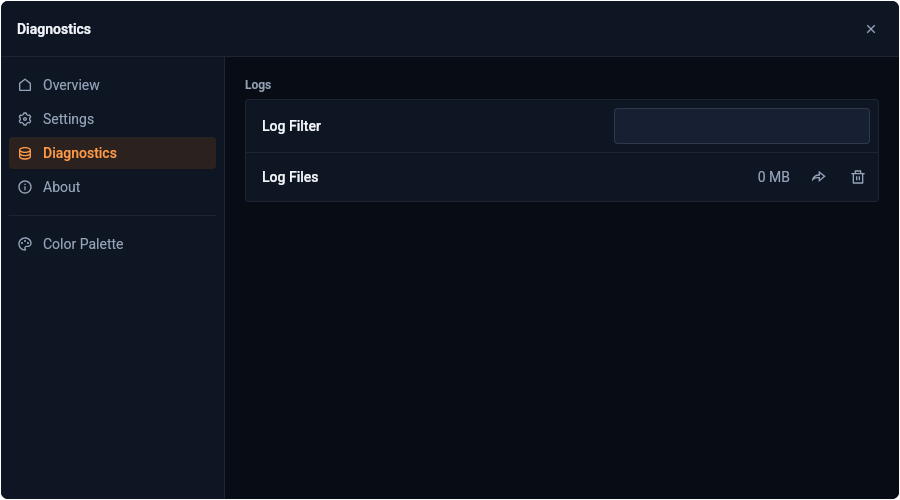 Diagnostics
Overview
Settings
Diagnostics
About
Color Palette
Logs
Log Filter
Log Files 0 MB